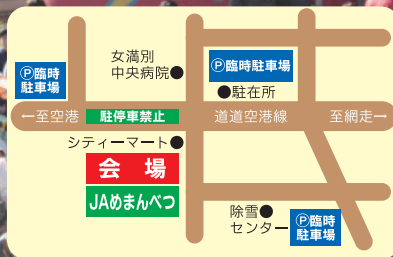 女満別
中央病院●
Ⓟ臨時
駐車場
Ⓟ臨時駐車場
●駐在所
←至空港
駐停車禁止
道道空港線
至網走→
シティーマート●
会 場
JAめまんべつ
除雪●
センター
Ⓟ臨時
駐車場